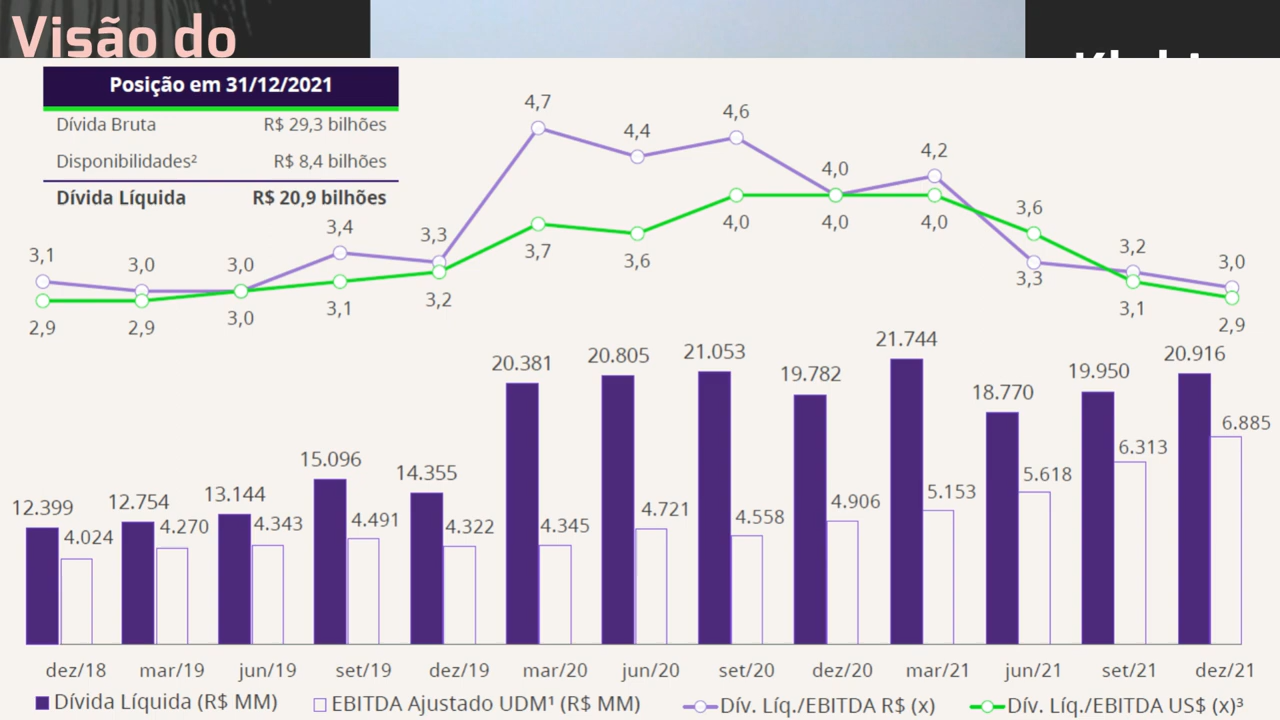 Visão do
Posição em 31/12/2021
Dívida Bruta R$ 29,3 bilhões
Disponibilidades² R$ 8,4 bilhões
Dívida Líquida R$ 20,9 bilhões
3,1 3,0 3,0 3,4 3,3 4,7 4,4 4,6 4,0 4,2 3,3 3,2 3,0
2,9 2,9 3,0 3,1 3,2 3,7 3,6 4,0 4,0 4,0 3,6 3,1 2,9
12.399 12.754 13.144 15.096 14.355 20.381 20.805 21.053 19.782 21.744 18.770 19.950 20.916
4.024 4.270 4.343 4.491 4.322 4.345 4.721 4.558 4.906 5.153 5.618 6.313 6.885
dez/18 mar/19 jun/19 set/19 dez/19 mar/20 jun/20 set/20 dez/20 mar/21 jun/21 set/21 dez/21
Dívida Líquida (R$ MM) EBITDA Ajustado UDM¹ (R$ MM) Dív. Líq./EBITDA R$ (x) Dív. Líq./EBITDA US$ (x)³